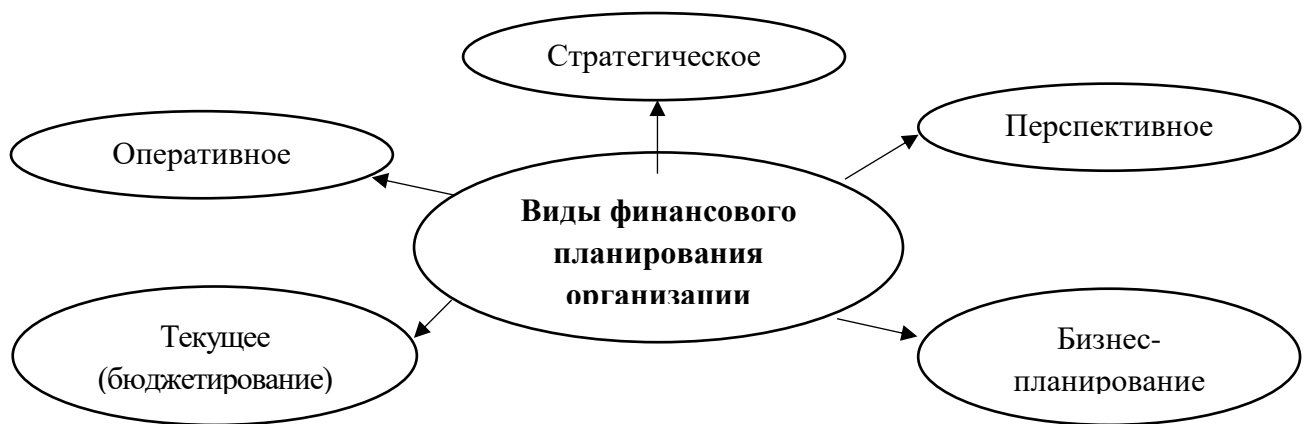 Стратегическое
Перспективное
Оперативное
Виды финансового
планирования
организации
Текущее
(бюджетирование)
Бизнес-
планирование